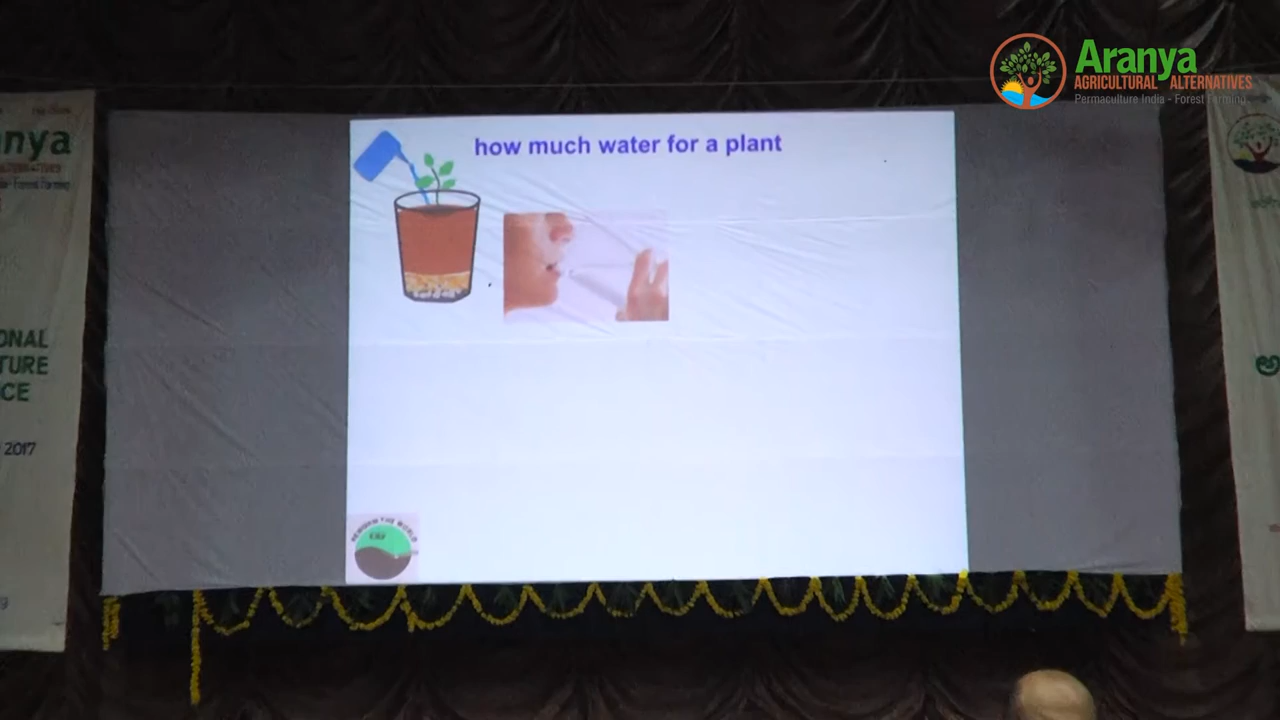 Aranya
AGRICULTURAL ALTERNATIVES
Permaculture India - Forest Farming
how much water for a plant
nya
ONAL
TURE
CE
2017